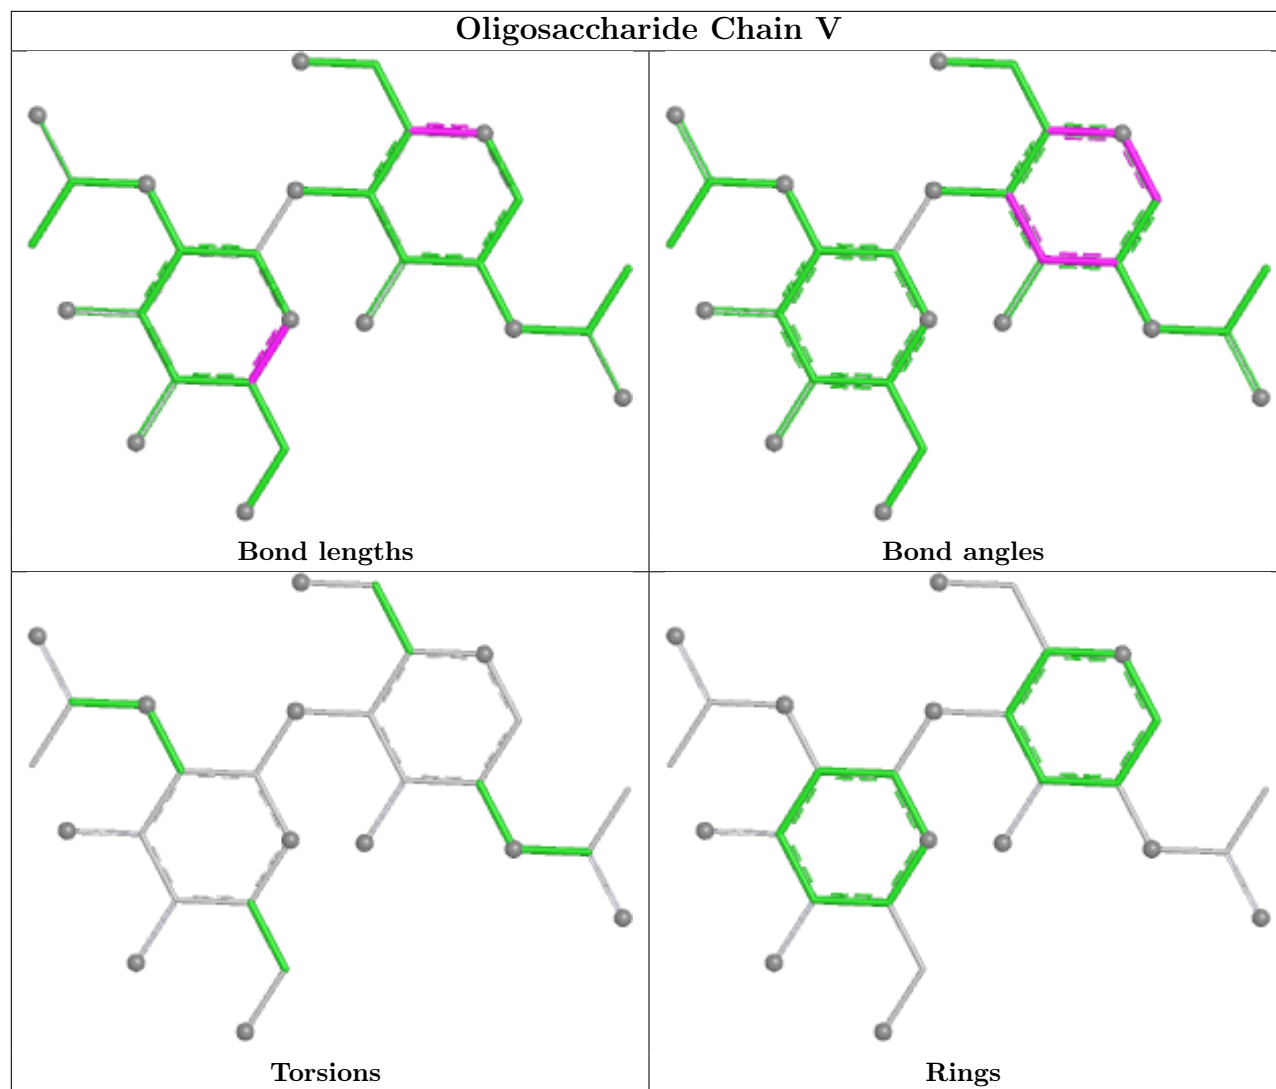 Oligosaccharide Chain V
Bond lengths
Bond angles
Torsions
Rings